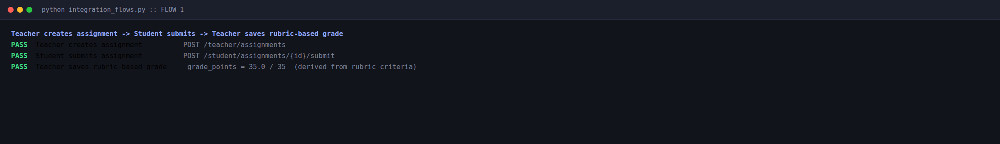 python integration_flows.py :: FLOW 1
Teacher creates assignment -> Student submits -> Teacher saves rubric-based grade
PASS  Teacher creates assignment          POST /teacher/assignments
PASS  Student submits assignment          POST /student/assignments/{id}/submit
PASS  Teacher saves rubric-based grade     grade_points = 35.0 / 35  (derived from rubric criteria)